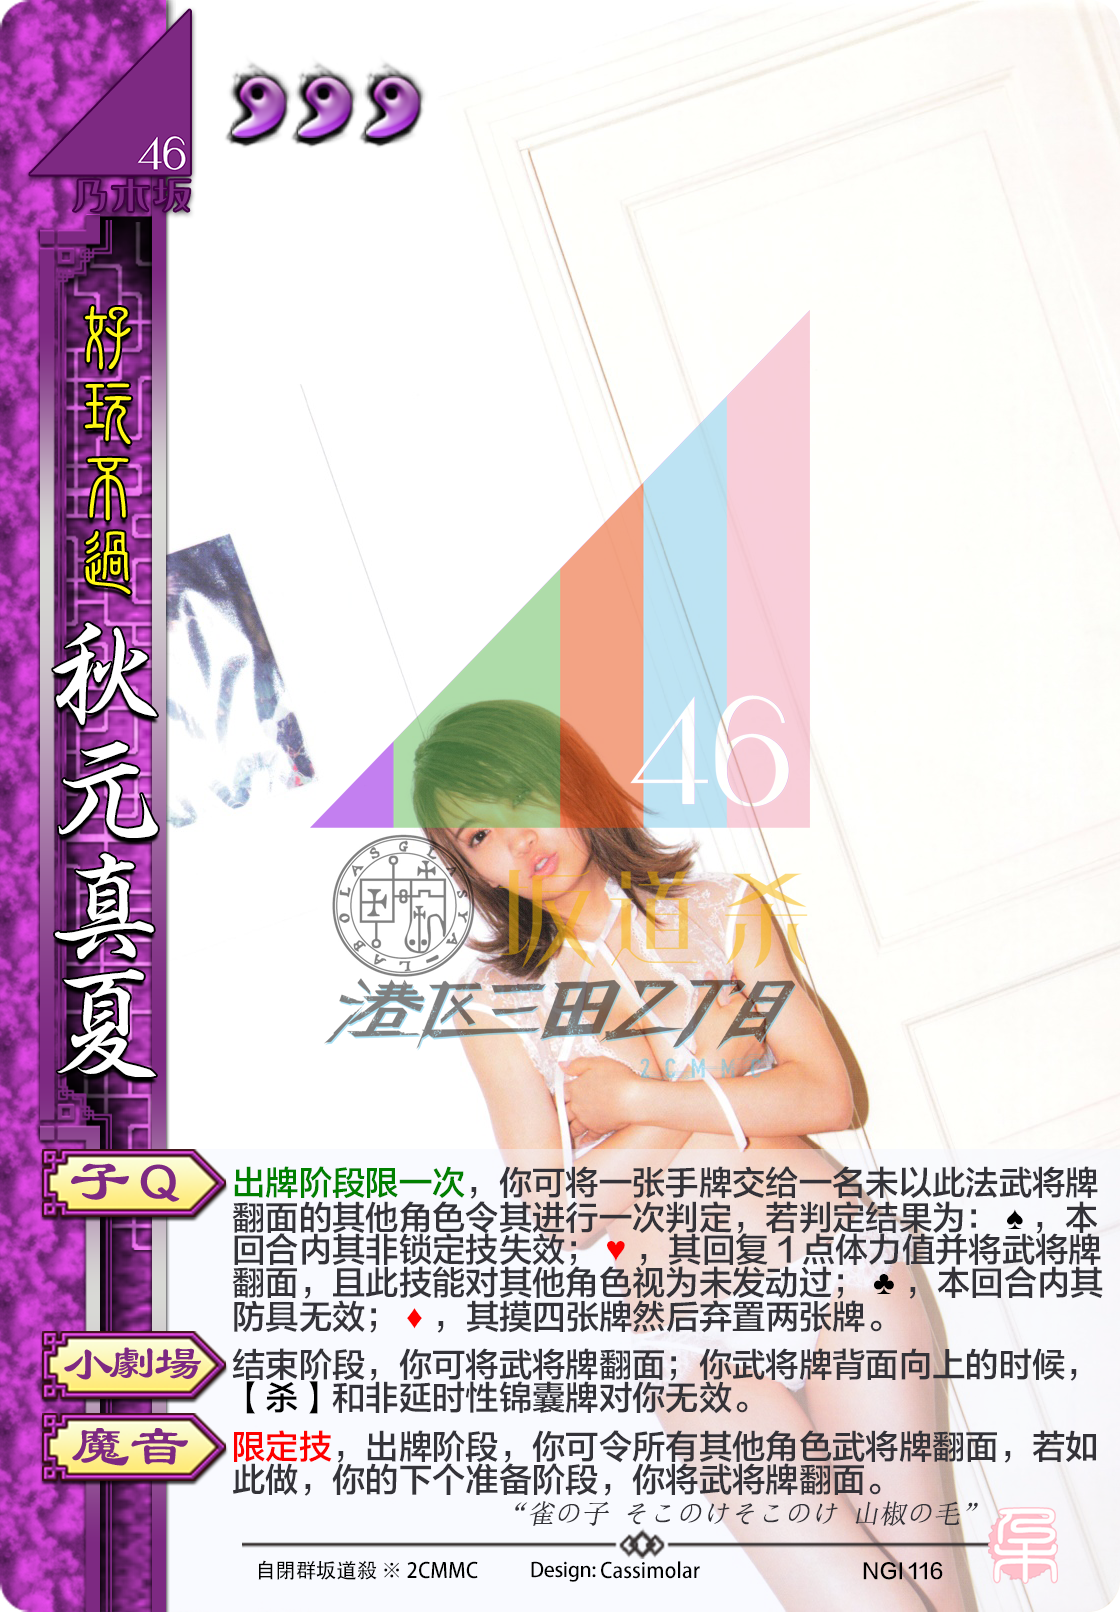 46
乃木坂
好玩不過
秋元真夏
46
GLASYA-LABOLAS
坂道杀
港区三田2丁目
2CMMC
子Q
出牌阶段限一次，你可将一张手牌交给一名未以此法武将牌
翻面的其他角色令其进行一次判定，若判定结果为：♠，本
回合内其非锁定技失效；♥，其回复1点体力值并将武将牌
翻面，且此技能对其他角色视为未发动过；♣，本回合内其
防具无效；♦，其摸四张牌然后弃置两张牌。
小劇場
结束阶段，你可将武将牌翻面；你武将牌背面向上的时候，
【杀】和非延时性锦囊牌对你无效。
魔音
限定技，出牌阶段，你可令所有其他角色武将牌翻面，若如
此做，你的下个准备阶段，你将武将牌翻面。
“雀の子 そこのけそこのけ 山椒の毛”
自閉群坂道殺 ※ 2CMMC Design: Cassimolar NGI 116